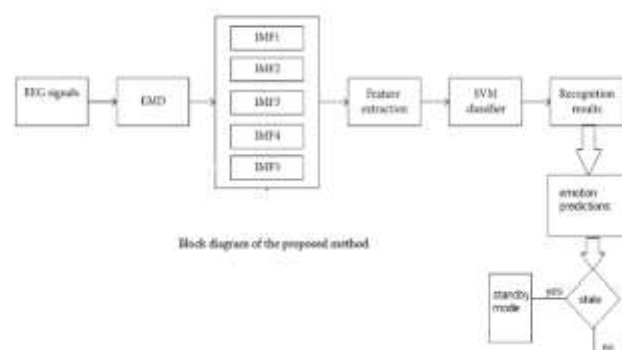 EEG signals
EMD
IMF1
IMF2
IMF3
IMF4
IMF5
Feature
extraction
SVM
classifier
Recognition
results
emotion
predictions
state
yes
standby
mode
no
Block diagram of the proposed method